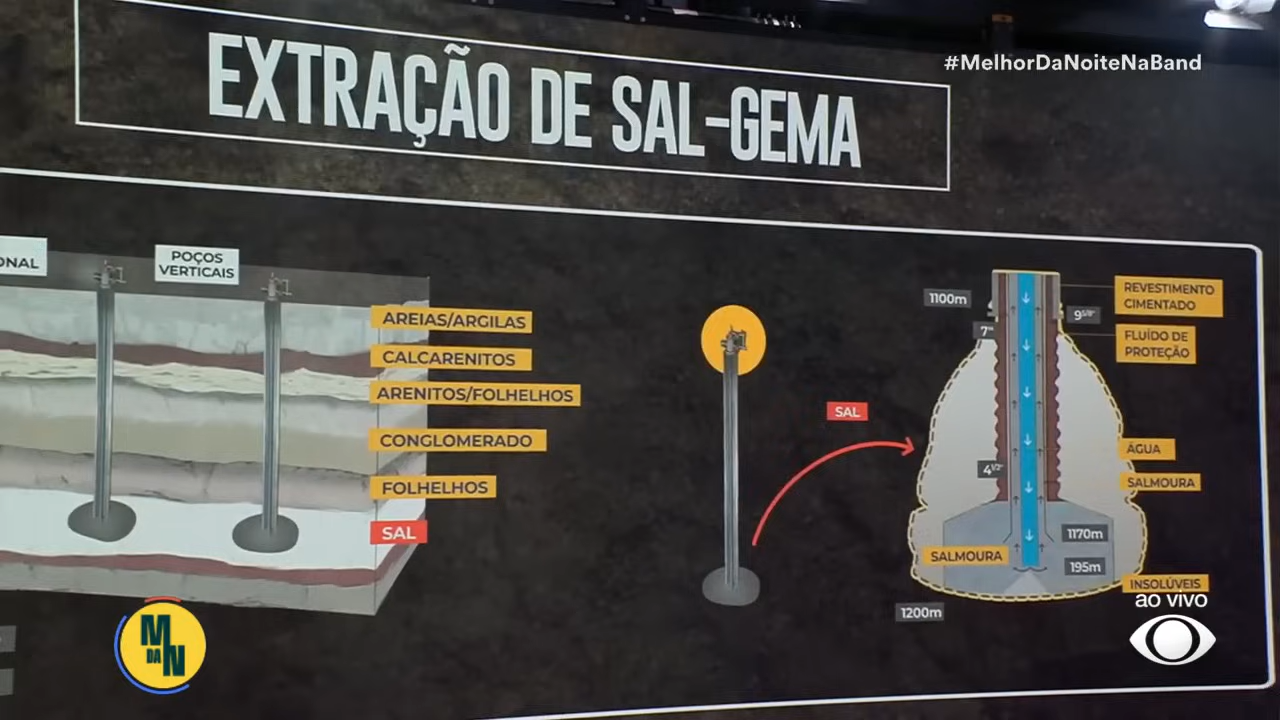 #MelhorDaNoiteNaBand
EXTRAÇÃO DE SAL-GEMA
ONAL
POÇOS
VERTICAIS
AREIAS/ARGILAS
CALCARENITOS
ARENITOS/FOLHELHOS
CONGLOMERADO
FOLHELHOS
SAL
SAL
1100m
7"
9 5/8"
REVESTIMENTO
CIMENTADO
FLUÍDO DE
PROTEÇÃO
4 1/2"
ÁGUA
SALMOURA
SALMOURA
1170m
195m
INSOLÚVEIS
1200m
ao vivo
M
DA
N